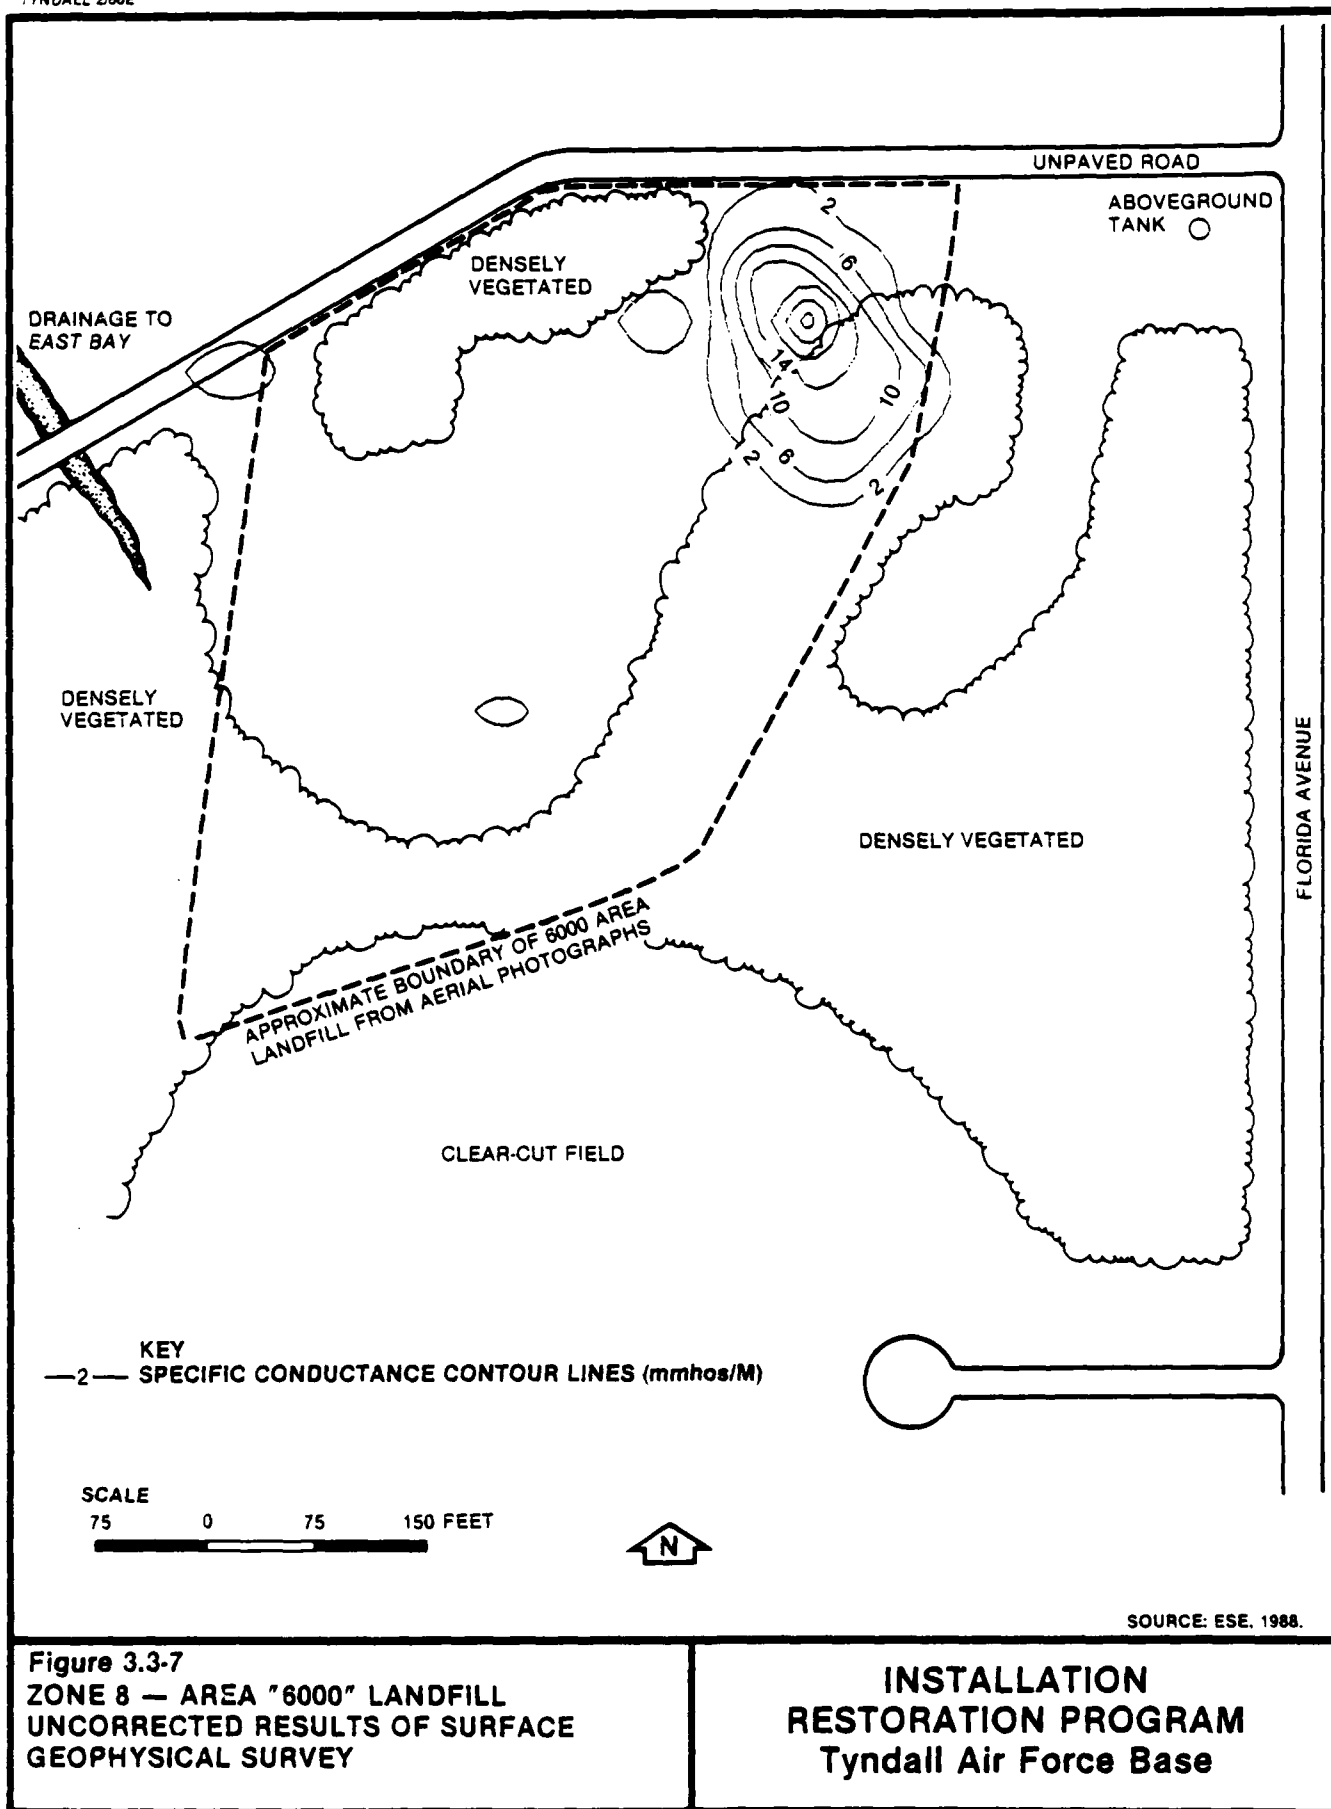 UNPAVED ROAD
ABOVEGROUND
TANK
2
6
DENSELY
VEGETATED
DRAINAGE TO
EAST BAY
14
10
10
2
6
2
DENSELY
VEGETATED
DENSELY VEGETATED
FLORIDA AVENUE
APPROXIMATE BOUNDARY OF 6000 AREA
LANDFILL FROM AERIAL PHOTOGRAPHS
CLEAR-CUT FIELD
KEY
—2— SPECIFIC CONDUCTANCE CONTOUR LINES (mmhos/M)
SCALE
75 0 75 150 FEET
N
SOURCE: ESE, 1988.
Figure 3.3-7
ZONE 8 — AREA "6000" LANDFILL
UNCORRECTED RESULTS OF SURFACE
GEOPHYSICAL SURVEY
INSTALLATION
RESTORATION PROGRAM
Tyndall Air Force Base